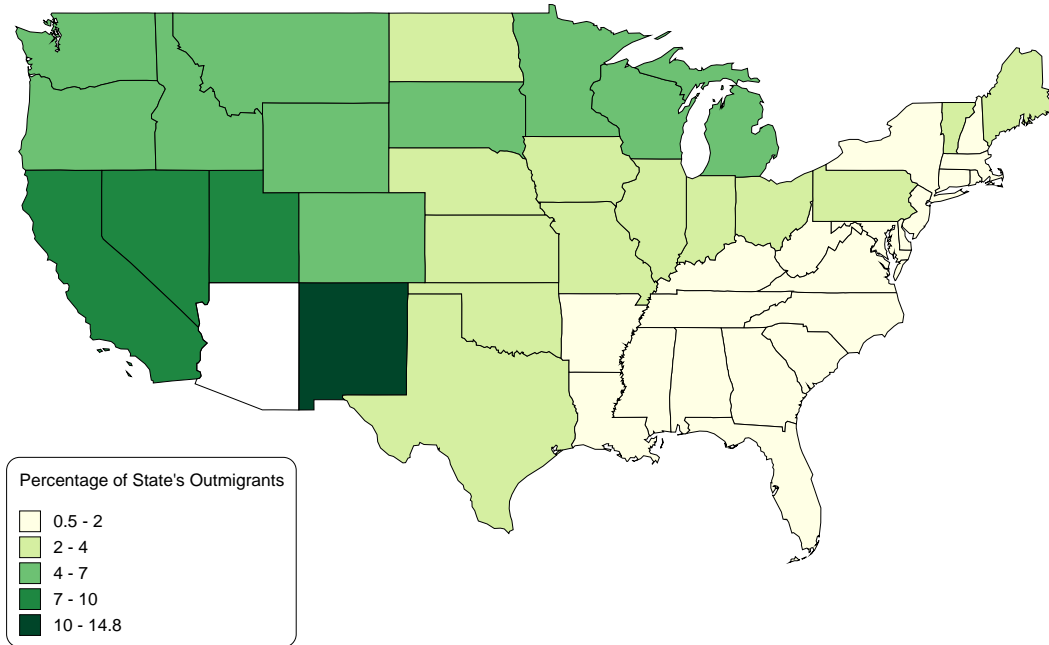 Percentage of State's Outmigrants
0.5 - 2
2 - 4
4 - 7
7 - 10
10 - 14.8